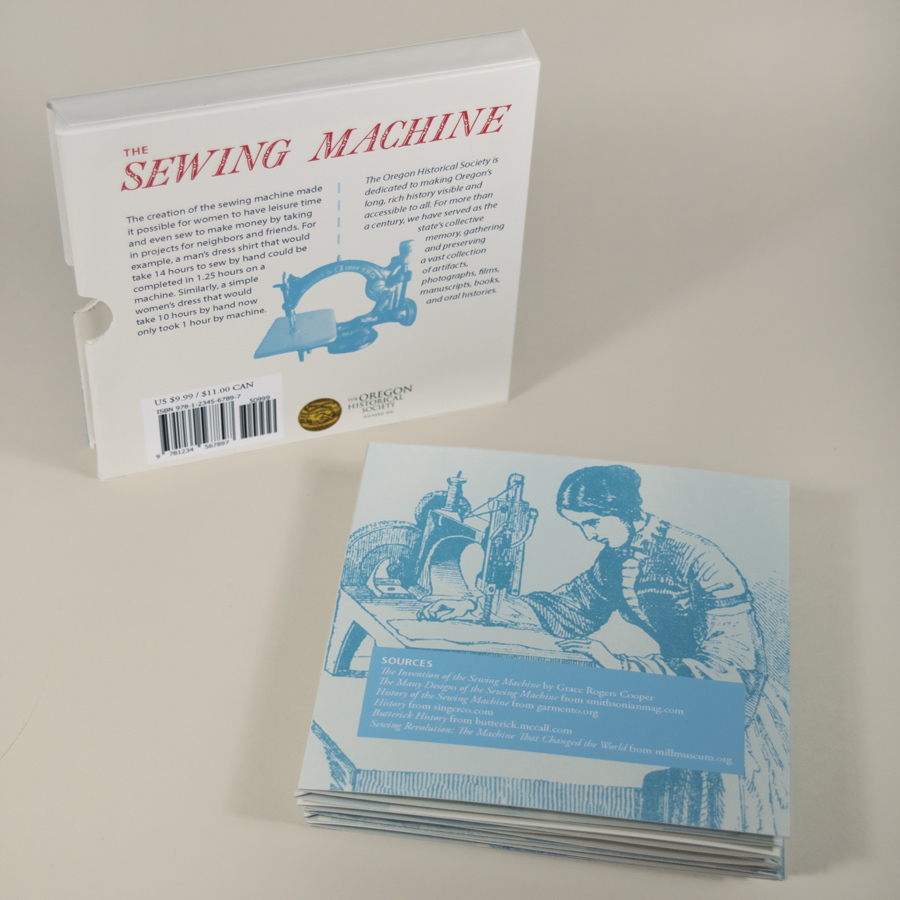 THE
SEWING MACHINE
The creation of the sewing machine made
it possible for women to have leisure time
and even sew to make money by taking
in projects for neighbors and friends. For
example, a man's dress shirt that would
take 14 hours to sew by hand could be
completed in 1.25 hours on a
machine. Similarly, a simple
women's dress that would
take 10 hours by hand now
only took 1 hour by machine.
The Oregon Historical Society is
dedicated to making Oregon's
long, rich history visible and
accessible to all. For more than
a century, we have served as the
state's collective
memory, gathering
and preserving
a vast collection
of artifacts,
photographs, films,
manuscripts, books,
and oral histories.
US $9.99 / $11.00 CAN
ISBN 978-1-2345-6789-7
50999
9 781234 567897
THE OREGON
HISTORICAL
SOCIETY
SOURCES
The Invention of the Sewing Machine by Grace Rogers Cooper
The Many Designs of the Sewing Machine from smithsonianmag.com
History of the Sewing Machine from garmento.org
History from singerco.com
Butterick History from butterick.mccall.com
Sewing Revolution: The Machine That Changed the World from millmuseum.org